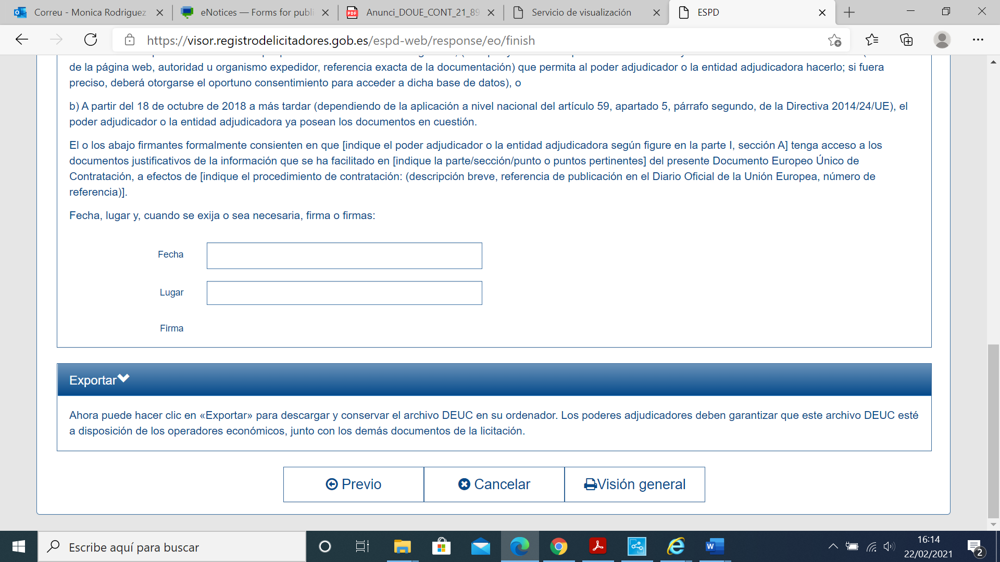 Correu - Monica Rodriguez
eNotices — Forms for publi
Anunci_DOUE_CONT_21_89
Servicio de visualización
ESPD
https://visor.registrodelicitadores.gob.es/espd-web/response/eo/finish
de la página web, autoridad u organismo expedidor, referencia exacta de la documentación) que permita al poder adjudicador o la entidad adjudicadora hacerlo; si fuera
preciso, deberá otorgarse el oportuno consentimiento para acceder a dicha base de datos), o
b) A partir del 18 de octubre de 2018 a más tardar (dependiendo de la aplicación a nivel nacional del artículo 59, apartado 5, párrafo segundo, de la Directiva 2014/24/UE), el
poder adjudicador o la entidad adjudicadora ya posean los documentos en cuestión.
El o los abajo firmantes formalmente consienten en que [indique el poder adjudicador o la entidad adjudicadora según figure en la parte I, sección A] tenga acceso a los
documentos justificativos de la información que se ha facilitado en [indique la parte/sección/punto o puntos pertinentes] del presente Documento Europeo Único de
Contratación, a efectos de [indique el procedimiento de contratación: (descripción breve, referencia de publicación en el Diario Oficial de la Unión Europea, número de
referencia)].
Fecha, lugar y, cuando se exija o sea necesaria, firma o firmas:
Fecha
Lugar
Firma
Exportar
Ahora puede hacer clic en «Exportar» para descargar y conservar el archivo DEUC en su ordenador. Los poderes adjudicadores deben garantizar que este archivo DEUC esté
a disposición de los operadores económicos, junto con los demás documentos de la licitación.
Previo
Cancelar
Visión general
Escribe aquí para buscar
16:14
22/02/2021
2